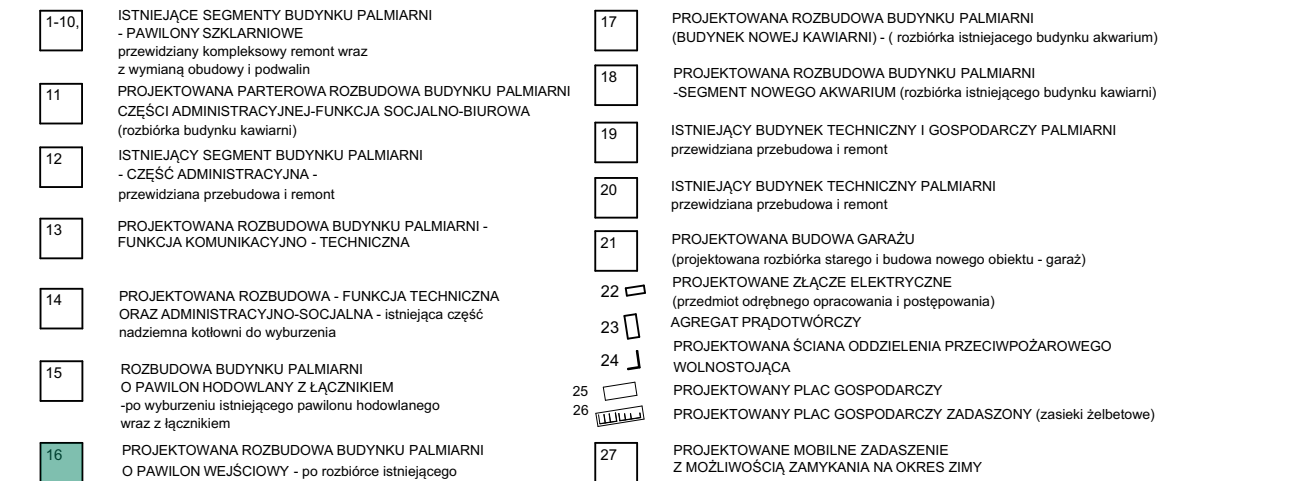 1-10,
ISTNIEJĄCE SEGMENTY BUDYNKU PALMIARNI
- PAWILONY SZKLARNIOWE
przewidziany kompleksowy remont wraz
z wymianą obudowy i podwalin
11
PROJEKTOWANA PARTEROWA ROZBUDOWA BUDYNKU PALMIARNI
CZĘŚCI ADMINISTRACYJNEJ-FUNKCJA SOCJALNO-BIUROWA
(rozbiórka budynku kawiarni)
12
ISTNIEJĄCY SEGMENT BUDYNKU PALMIARNI
- CZĘŚĆ ADMINISTRACYJNA -
przewidziana przebudowa i remont
13
PROJEKTOWANA ROZBUDOWA BUDYNKU PALMIARNI -
FUNKCJA KOMUNIKACYJNO - TECHNICZNA
14
PROJEKTOWANA ROZBUDOWA - FUNKCJA TECHNICZNA
ORAZ ADMINISTRACYJNO-SOCJALNA - istniejąca część
nadziemna kotłowni do wyburzenia
15
ROZBUDOWA BUDYNKU PALMIARNI
O PAWILON HODOWLANY Z ŁĄCZNIKIEM
-po wyburzeniu istniejącego pawilonu hodowlanego
wraz z łącznikiem
16
PROJEKTOWANA ROZBUDOWA BUDYNKU PALMIARNI
O PAWILON WEJŚCIOWY - po rozbiórce istniejącego
17
PROJEKTOWANA ROZBUDOWA BUDYNKU PALMIARNI
(BUDYNEK NOWEJ KAWIARNI) - ( rozbiórka istniejacego budynku akwarium)
18
PROJEKTOWANA ROZBUDOWA BUDYNKU PALMIARNI
-SEGMENT NOWEGO AKWARIUM (rozbiórka istniejącego budynku kawiarni)
19
ISTNIEJĄCY BUDYNEK TECHNICZNY I GOSPODARCZY PALMIARNI
przewidziana przebudowa i remont
20
ISTNIEJĄCY BUDYNEK TECHNICZNY PALMIARNI
przewidziana przebudowa i remont
21
PROJEKTOWANA BUDOWA GARAŻU
(projektowana rozbiórka starego i budowa nowego obiektu - garaż)
22
PROJEKTOWANE ZŁĄCZE ELEKTRYCZNE
(przedmiot odrębnego opracowania i postępowania)
23
AGREGAT PRĄDOTWÓRCZY
24
PROJEKTOWANA ŚCIANA ODDZIELENIA PRZECIWPOŻAROWEGO
WOLNOSTOJĄCA
25
PROJEKTOWANY PLAC GOSPODARCZY
26
PROJEKTOWANY PLAC GOSPODARCZY ZADASZONY (zasieki żelbetowe)
27
PROJEKTOWANE MOBILNE ZADASZENIE
Z MOŻLIWOŚCIĄ ZAMYKANIA NA OKRES ZIMY